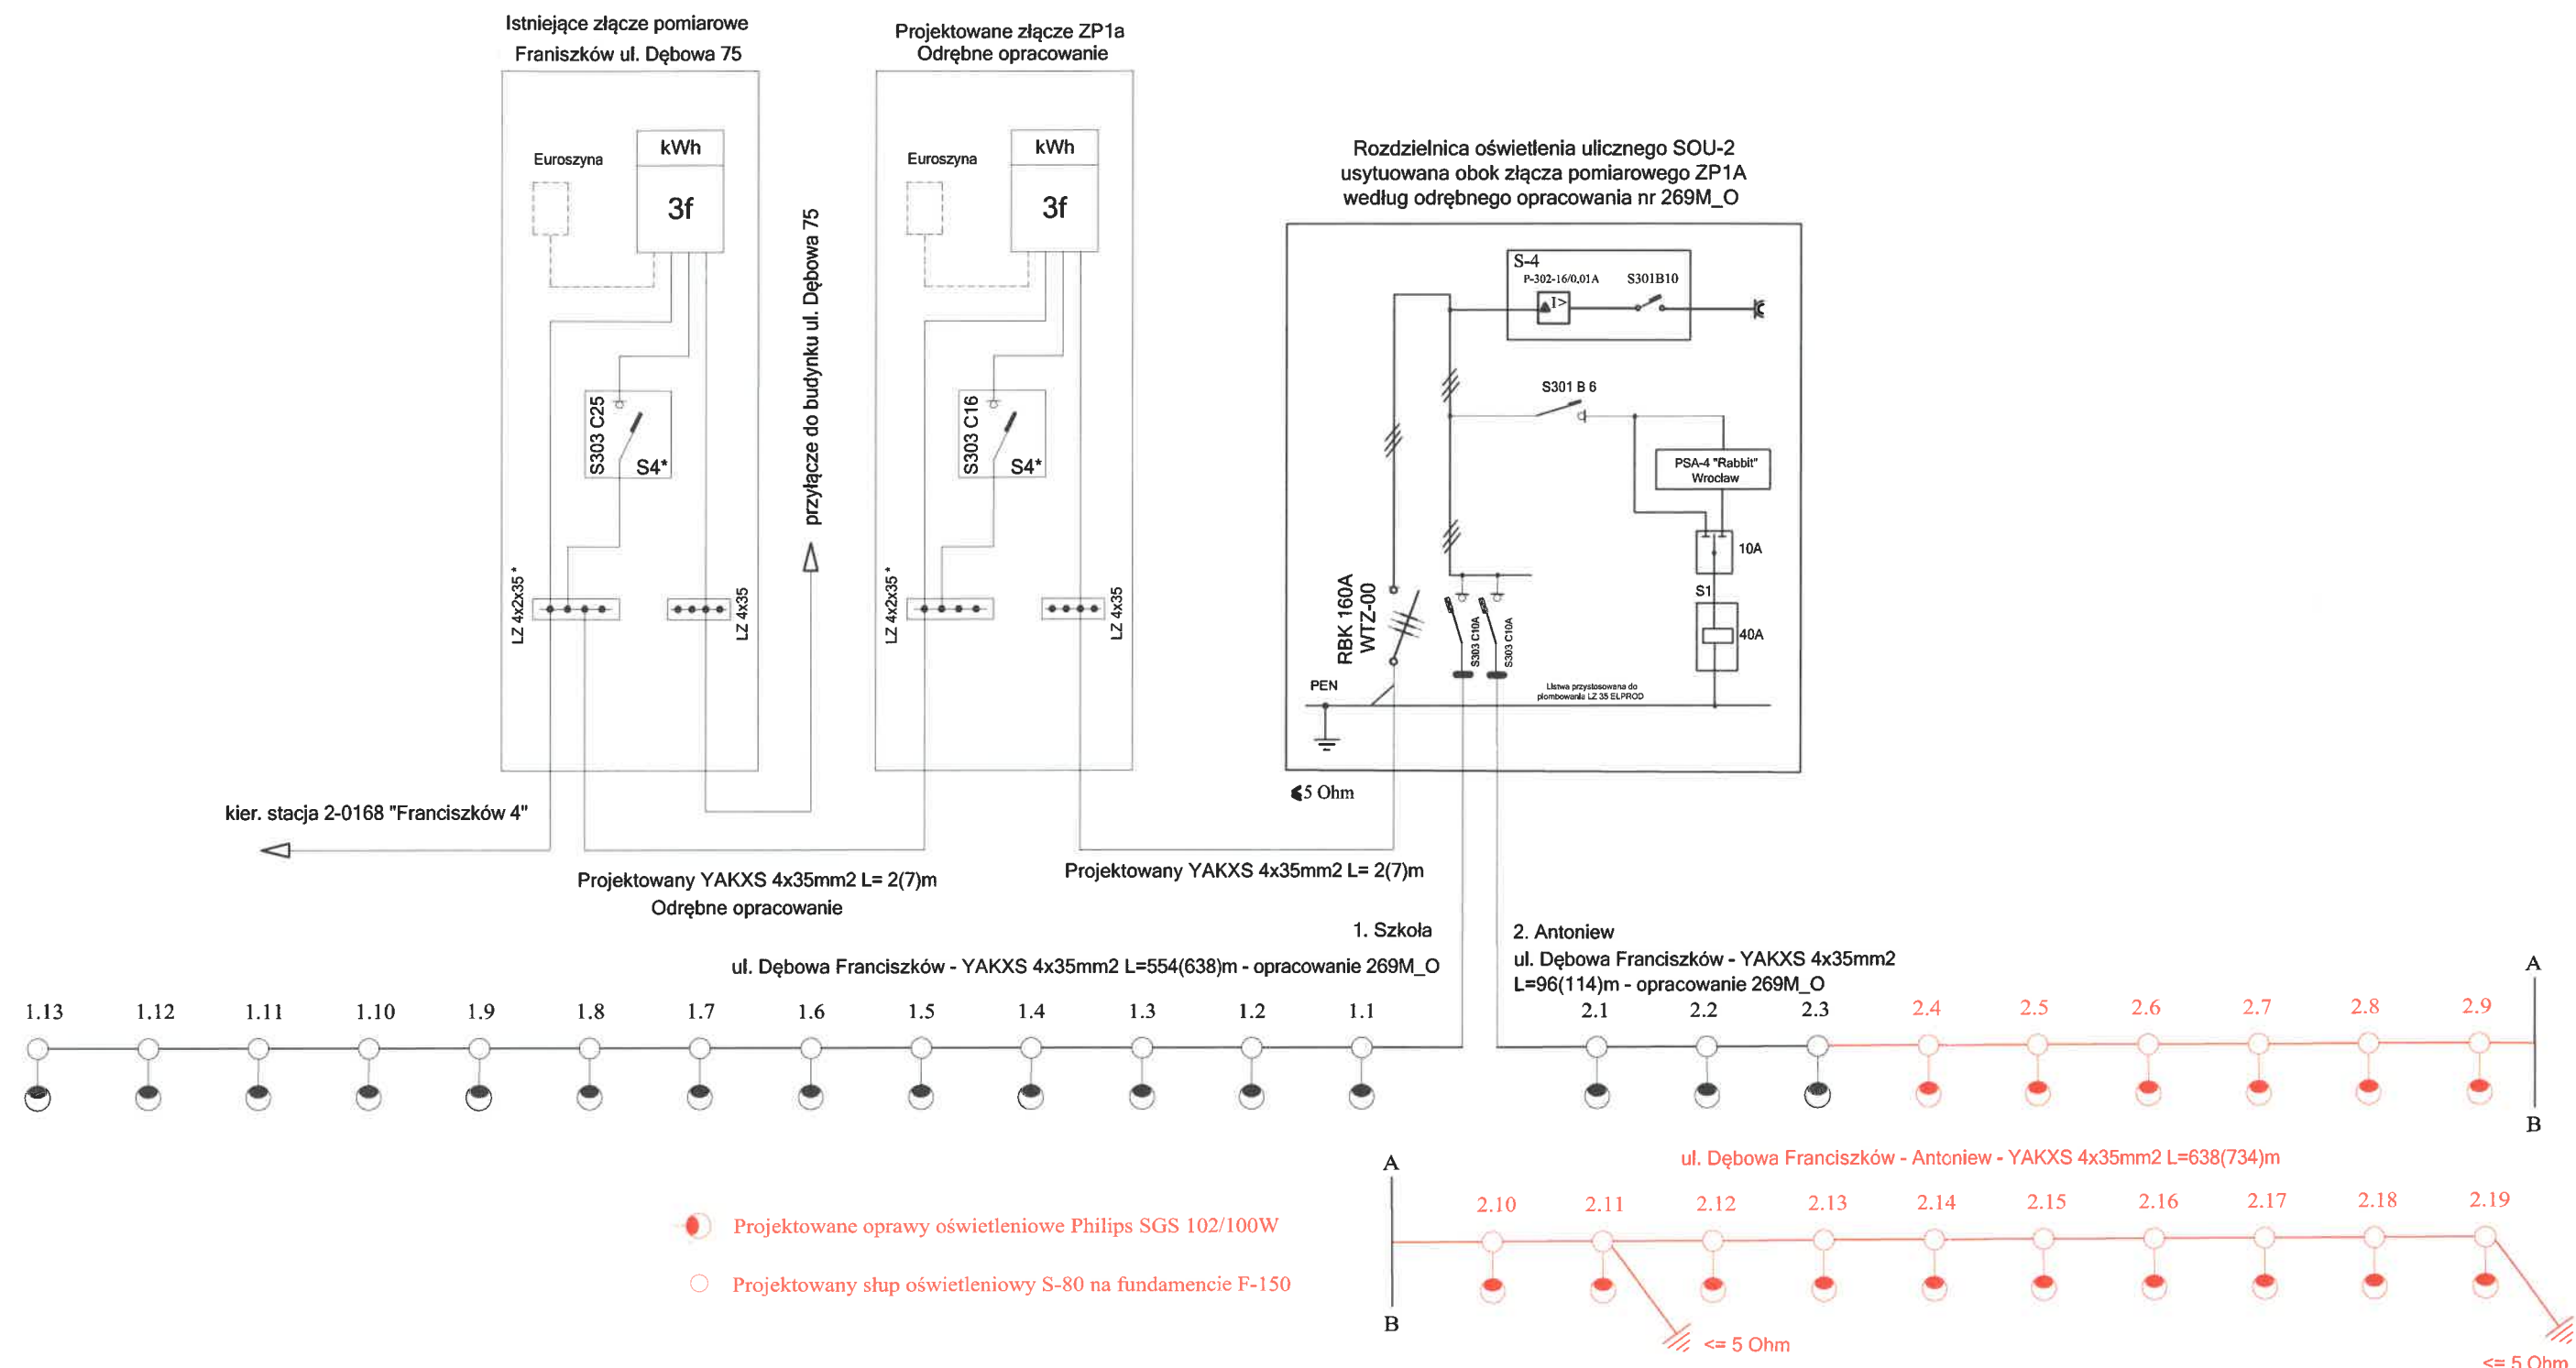 Istniejące złącze pomiarowe
Franiszków ul. Dębowa 75
Euroszyna
kWh
3f
S303 C25
S4*
LZ 4x2x35 *
LZ 4x35
przyłącze do budynku ul. Dębowa 75
kier. stacja 2-0168 "Franciszków 4"
Projektowane złącze ZP1a
Odrębne opracowanie
Euroszyna
kWh
3f
S303 C16
S4*
LZ 4x2x35 *
LZ 4x35
Projektowany YAKXS 4x35mm2 L= 2(7)m
Odrębne opracowanie
Projektowany YAKXS 4x35mm2 L= 2(7)m
Rozdzielnica oświetlenia ulicznego SOU-2
usytuowana obok złącza pomiarowego ZP1A
według odrębnego opracowania nr 269M_O
S-4
P-302-16/0,01A
S301B10
I>
S301 B 6
PSA-4 "Rabbit"
Wrocław
10A
S1
40A
RBK 160A
WTZ-00
S303 C10A
S303 C10A
PEN
Listwa przystosowana do
plombowania LZ 35 ELPROD
5 Ohm
1. Szkoła
ul. Dębowa Franciszków - YAKXS 4x35mm2 L=554(638)m - opracowanie 269M_O
2. Antoniew
ul. Dębowa Franciszków - YAKXS 4x35mm2
L=96(114)m - opracowanie 269M_O
1.13 1.12 1.11 1.10 1.9 1.8 1.7 1.6 1.5 1.4 1.3 1.2 1.1
2.1 2.2 2.3 2.4 2.5 2.6 2.7 2.8 2.9
A
B
ul. Dębowa Franciszków - Antoniew - YAKXS 4x35mm2 L=638(734)m
A
B
2.10 2.11 2.12 2.13 2.14 2.15 2.16 2.17 2.18 2.19
<= 5 Ohm
<= 5 Ohm
Projektowane oprawy oświetleniowe Philips SGS 102/100W
Projektowany słup oświetleniowy S-80 na fundamencie F-150